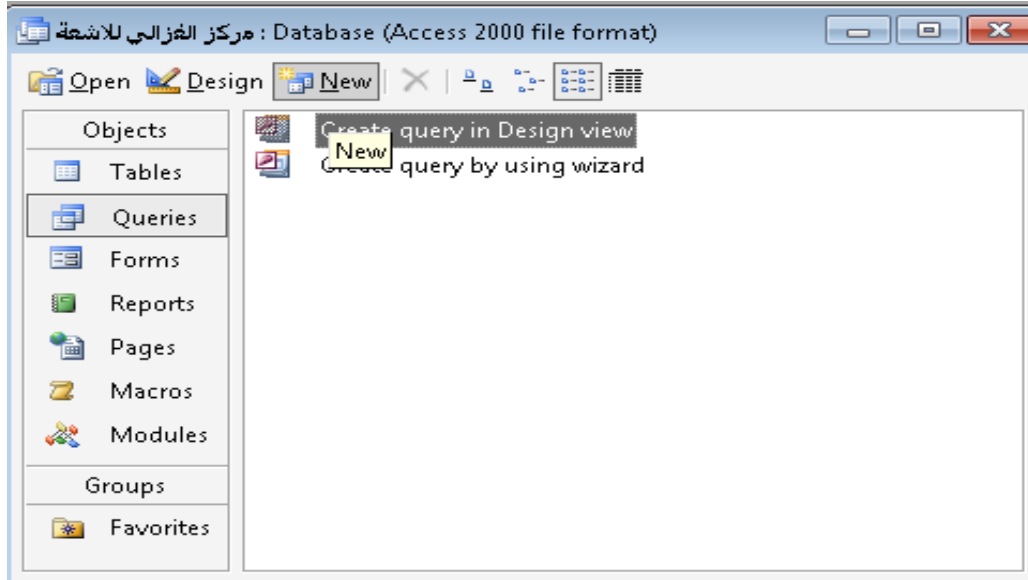 مركز الغزالي للاشعة : Database (Access 2000 file format)
Open Design New
Objects
Tables
Queries
Forms
Reports
Pages
Macros
Modules
Groups
Favorites
Create query in Design view
New
Create query by using wizard